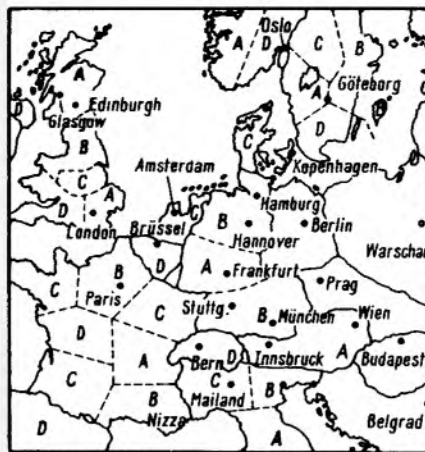 Oslo
A D C B
A
Göteborg
A
D Edinburgh
Glasgow D
B C
Kopenhagen
Amsterdam
C A
D C Hamburg
London Brüssel B Berlin
Hannover
Warschau
C B D A Frankfurt
Prag
Paris Stuttg.
C B München Wien
D
A Bern D Innsbruck A Budapest
C C B
Mailand
B
Nizza Belgrad
D A